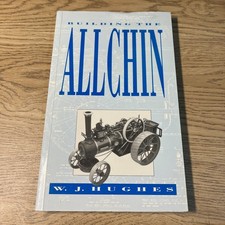 BUILDING THE
ALLCHIN
W. J. HUGHES